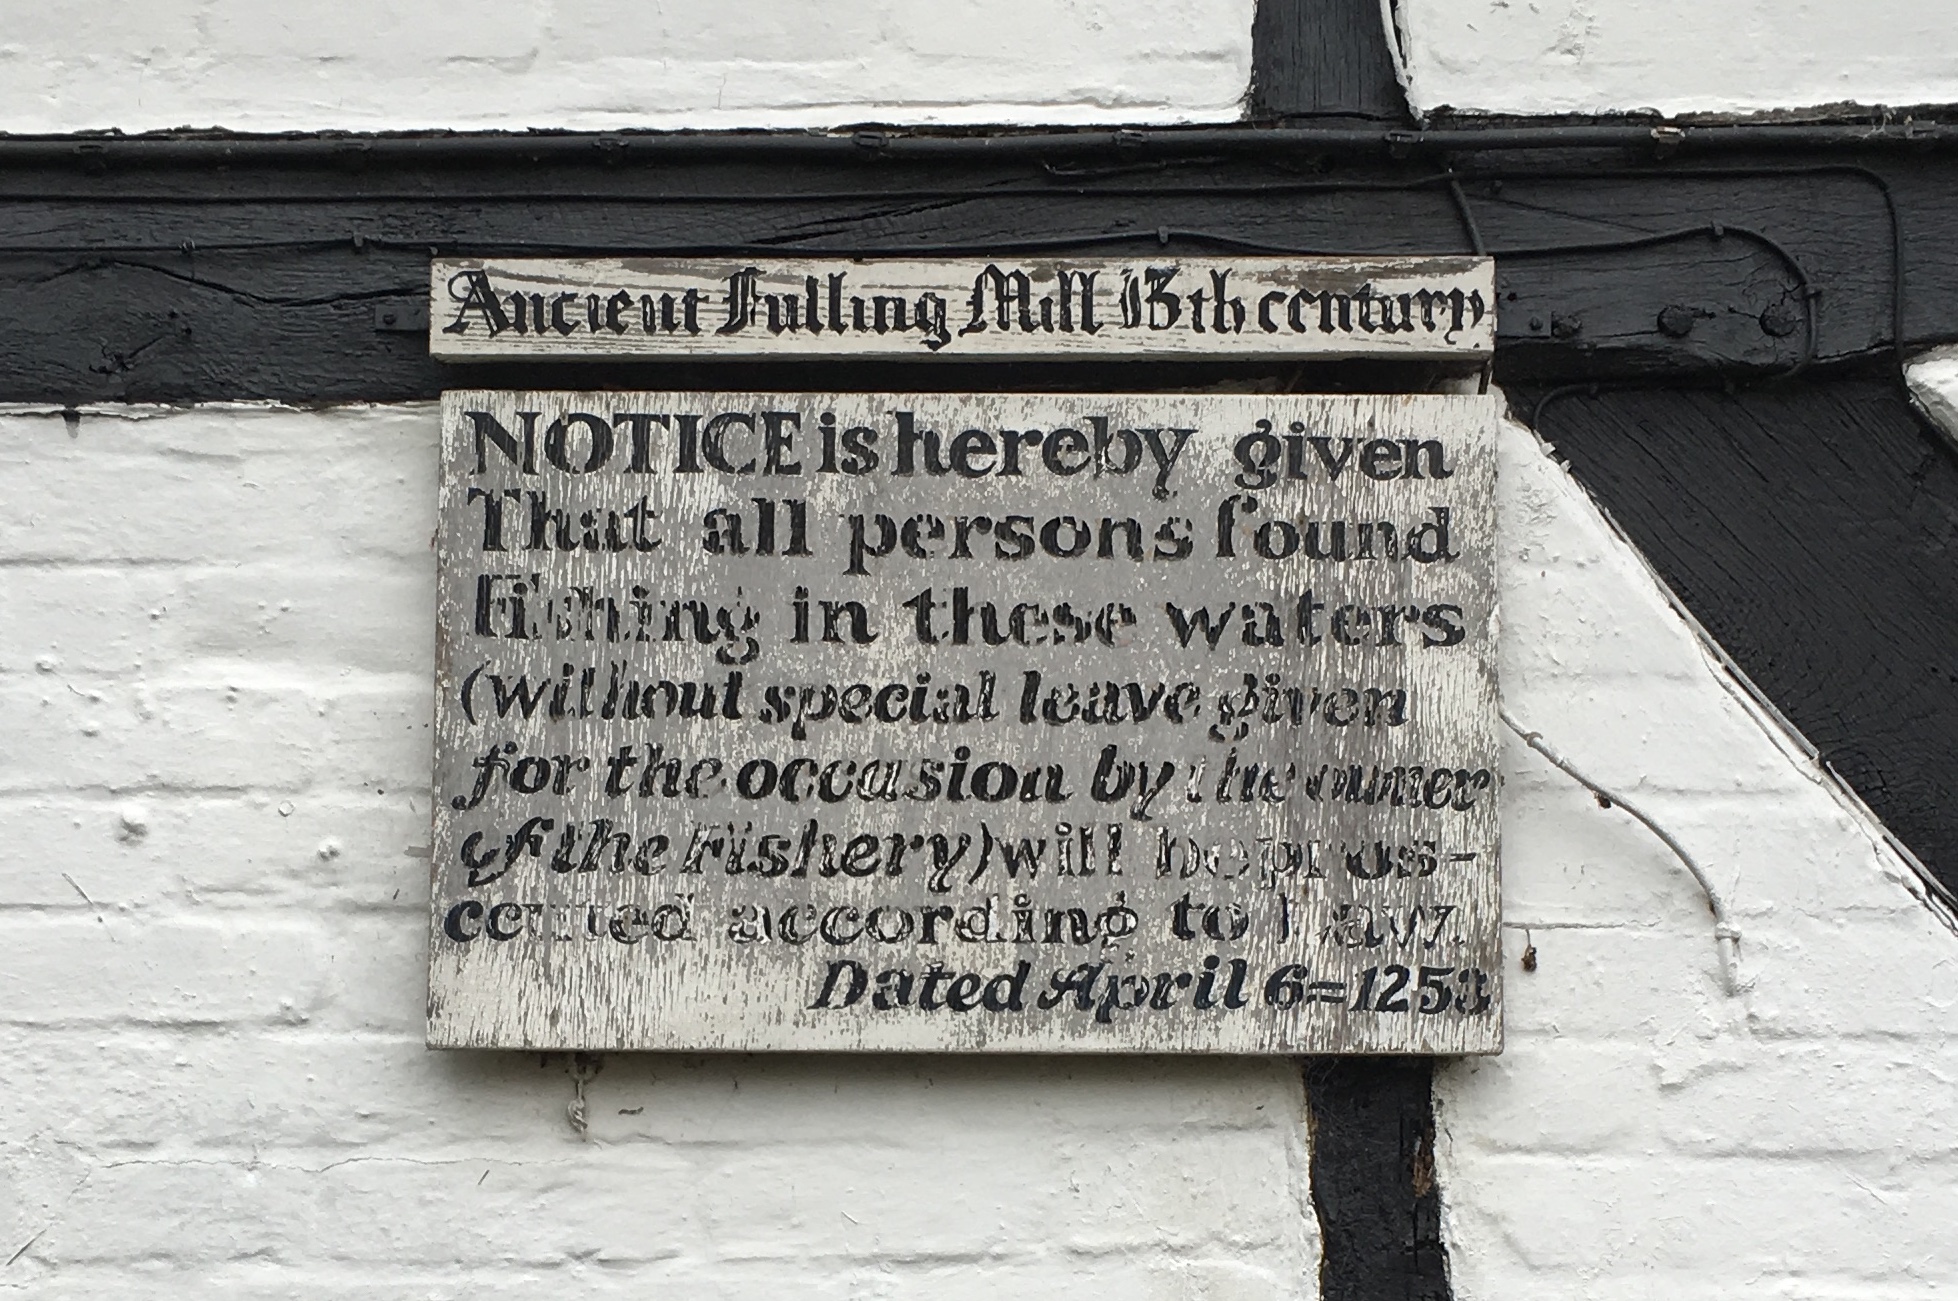 Ancient Fulling Mill 13th century
NOTICE is hereby given
That all persons found
Fishing in these waters
(without special leave given
for the occasion by the owner
of the Fishery) will be pros-
cecuted according to Law.
Dated April 6=1253